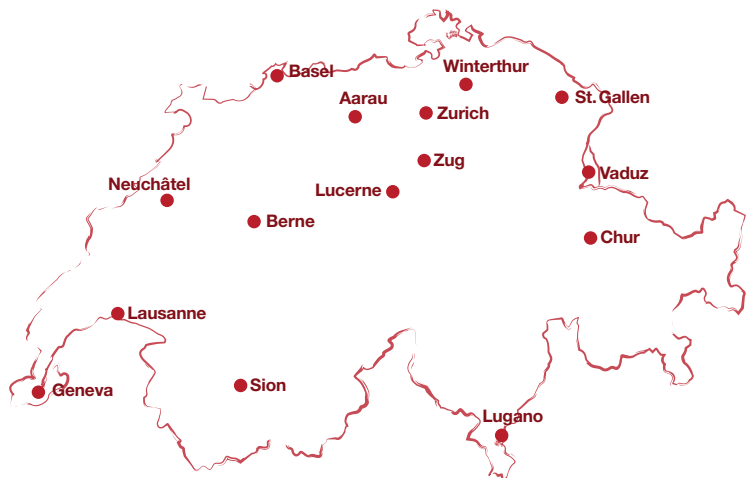 Basel
Winterthur
Aarau
St. Gallen
Zurich
Zug
Vaduz
Neuchâtel
Lucerne
Berne
Chur
Lausanne
Geneva
Sion
Lugano